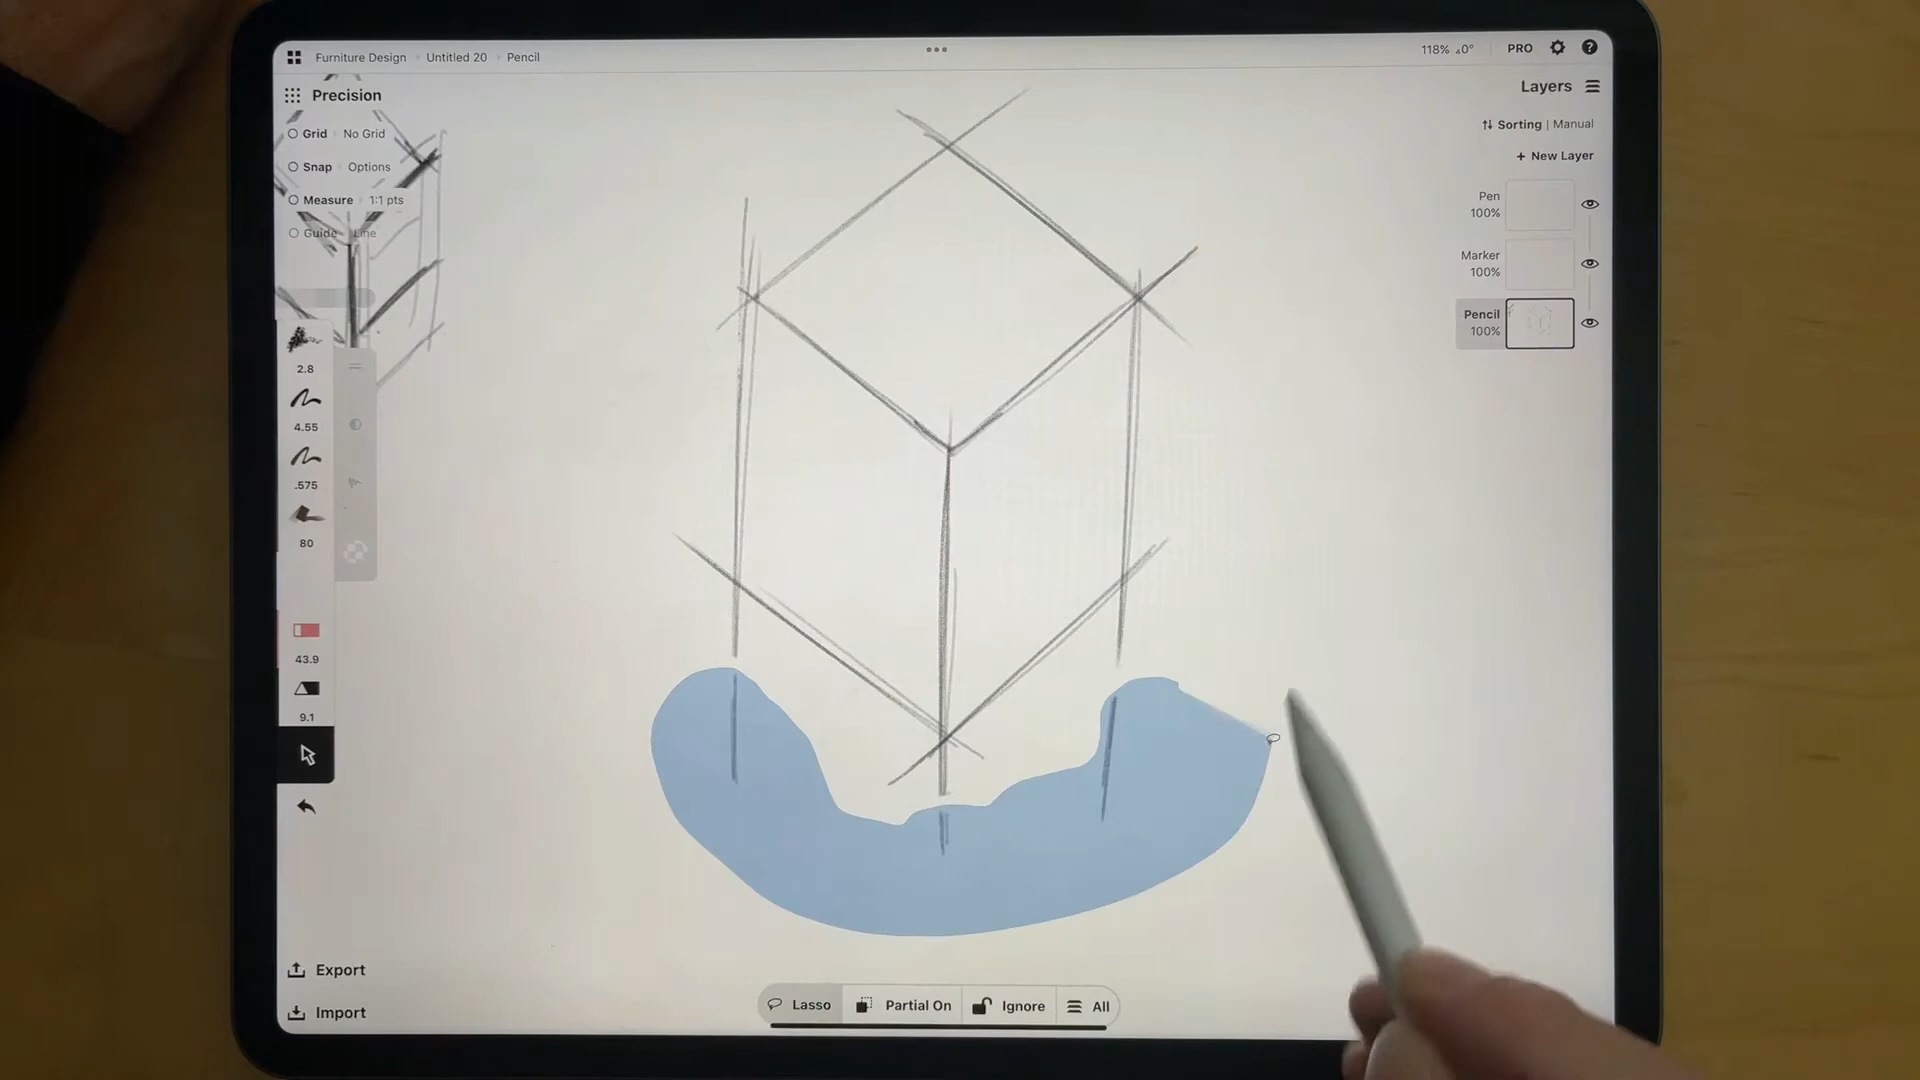 Furniture Design › Untitled 20 › Pencil
118% ⊿0° PRO ?
Precision
Grid › No Grid
Snap › Options
Measure › 1:1 pts
Guide › Line
2.8
4.55
.575
80
43.9
9.1
Export
Import
Layers
Sorting | Manual
+ New Layer
Pen
100%
Marker
100%
Pencil
100%
Lasso Partial On Ignore All